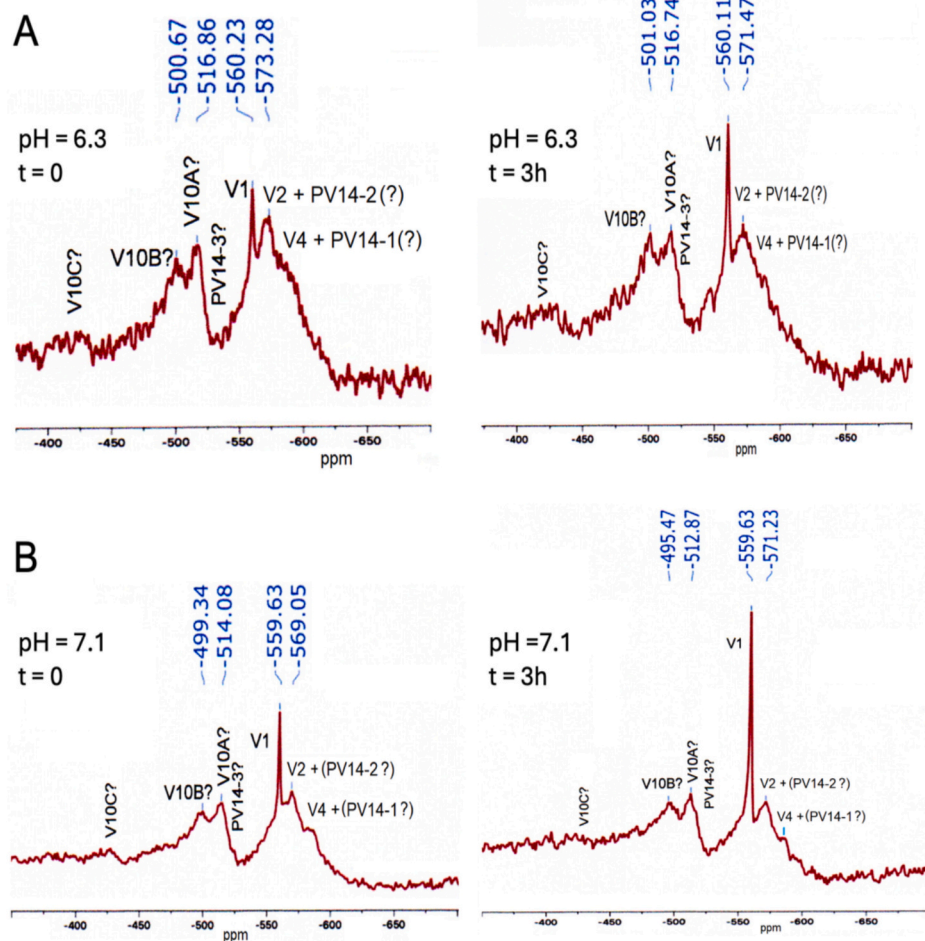 A
-500.67
-516.86
-560.23
-573.28
pH = 6.3
t = 0
V10C?
V10B?
V10A?
PV14-3?
V1
V2 + PV14-2(?)
V4 + PV14-1(?)
-400
-450
-500
-550
-600
-650
ppm
-501.03
-516.74
-560.11
-571.47
pH = 6.3
t = 3h
V10C?
V10B?
V10A?
PV14-3?
V1
V2 + PV14-2(?)
V4 + PV14-1(?)
-400
-450
-500
-550
-600
-650
B
-499.34
-514.08
-559.63
-569.05
pH = 7.1
t = 0
V10C?
V10B?
V10A?
PV14-3?
V1
V2 +(PV14-2?)
V4 +(PV14-1?)
-400
-450
-500
-550
-600
-650
ppm
-495.47
-512.87
-559.63
-571.23
pH =7.1
t = 3h
V10C?
V10B?
V10A?
PV14-3?
V1
V2 +(PV14-2?)
V4 +(PV14-1?)
-400
-450
-500
-550
-600
-650
ppm